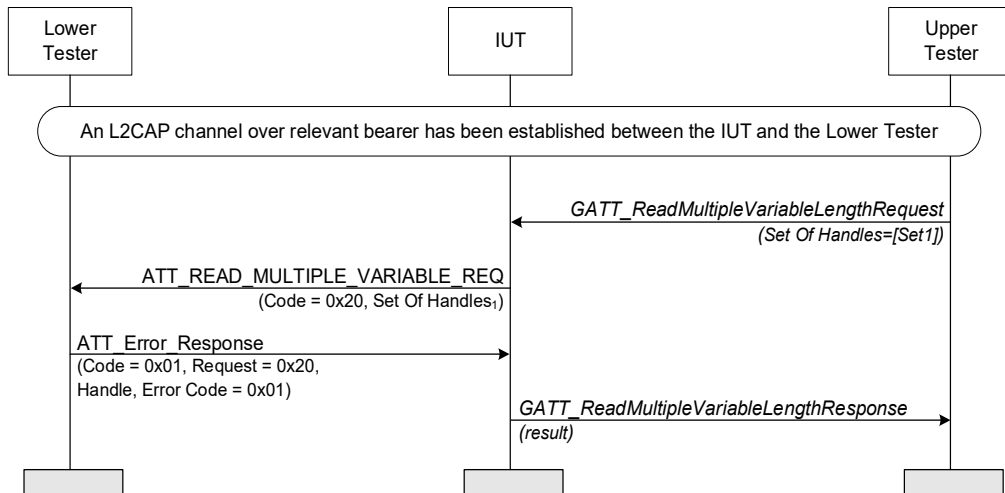 Lower
Tester
IUT
Upper
Tester
An L2CAP channel over relevant bearer has been established between the IUT and the Lower Tester
GATT_ReadMultipleVariableLengthRequest
(Set Of Handles=[Set1])
ATT_READ_MULTIPLE_VARIABLE_REQ
(Code = 0x20, Set Of Handles₁)
ATT_Error_Response
(Code = 0x01, Request = 0x20,
Handle, Error Code = 0x01)
GATT_ReadMultipleVariableLengthResponse
(result)